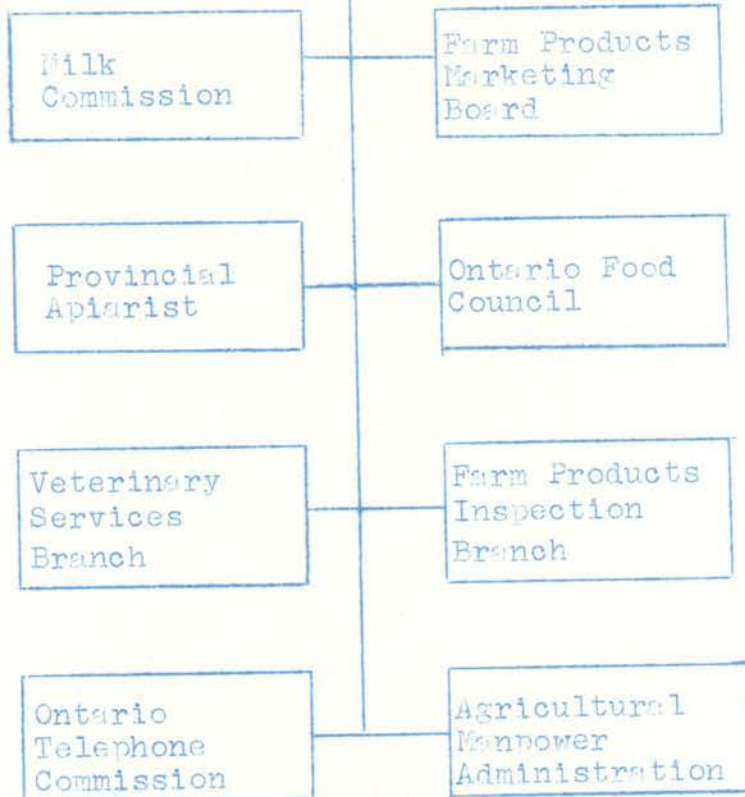 Milk
Commission
Farm Products
Marketing
Board
Provincial
Apiarist
Ontario Food
Council
Veterinary
Services
Branch
Farm Products
Inspection
Branch
Ontario
Telephone
Commission
Agricultural
Manpower
Administration